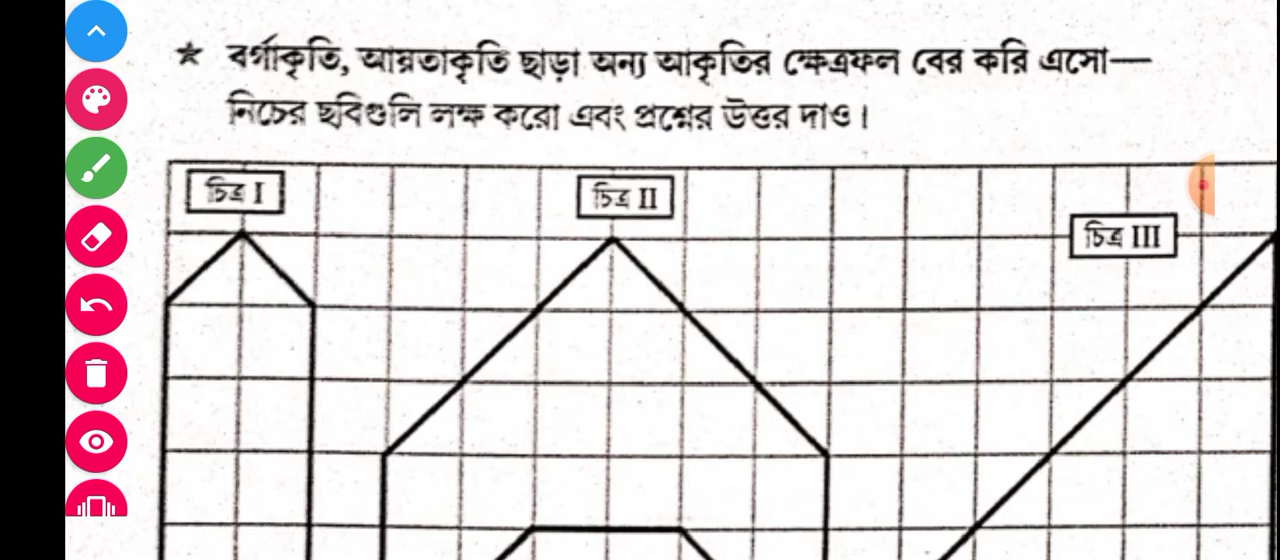 ★ বর্গাকৃতি, আয়তাকৃতি ছাড়া অন্য আকৃতির ক্ষেত্রফল বের করি এসো—
নিচের ছবিগুলি লক্ষ করো এবং প্রশ্নের উত্তর দাও।
চিত্র I
চিত্র II
চিত্র III